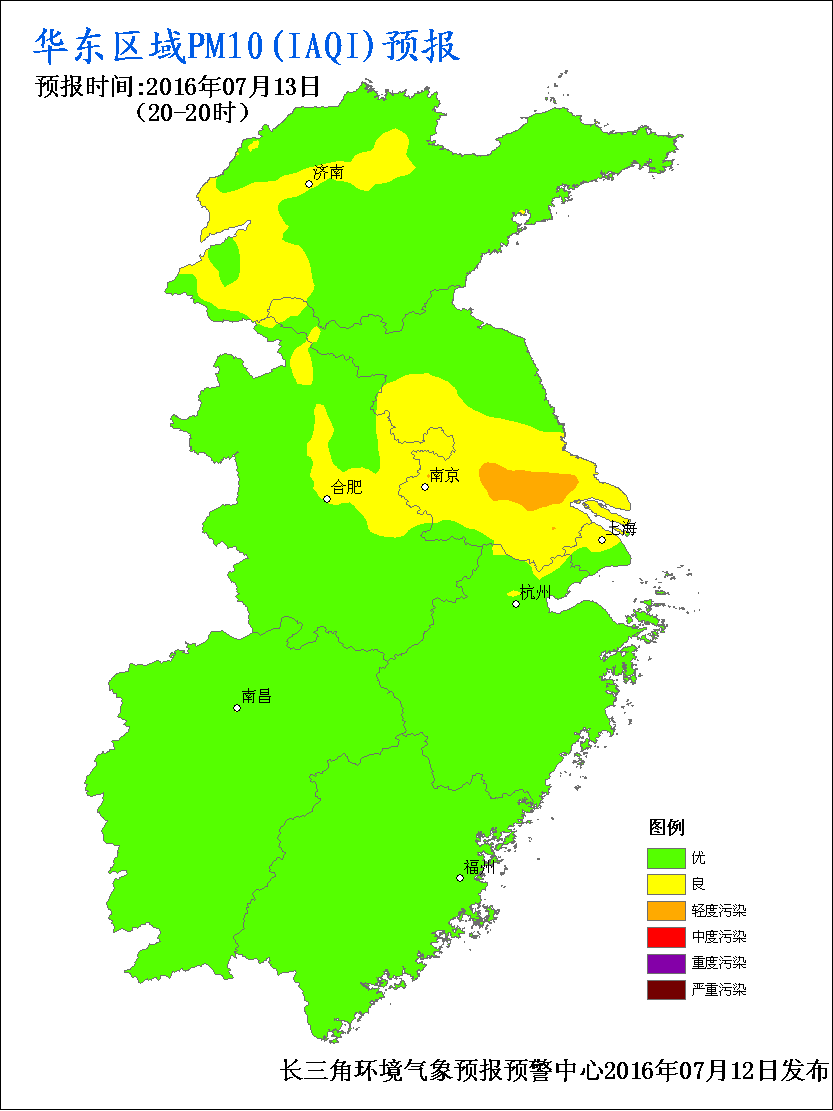 华东区域PM10(IAQI)预报
预报时间:2016年07月13日
(20-20时)
济南
南京
合肥
上海
杭州
南昌
福州
图例
优
良
轻度污染
中度污染
重度污染
严重污染
长三角环境气象预报预警中心2016年07月12日发布